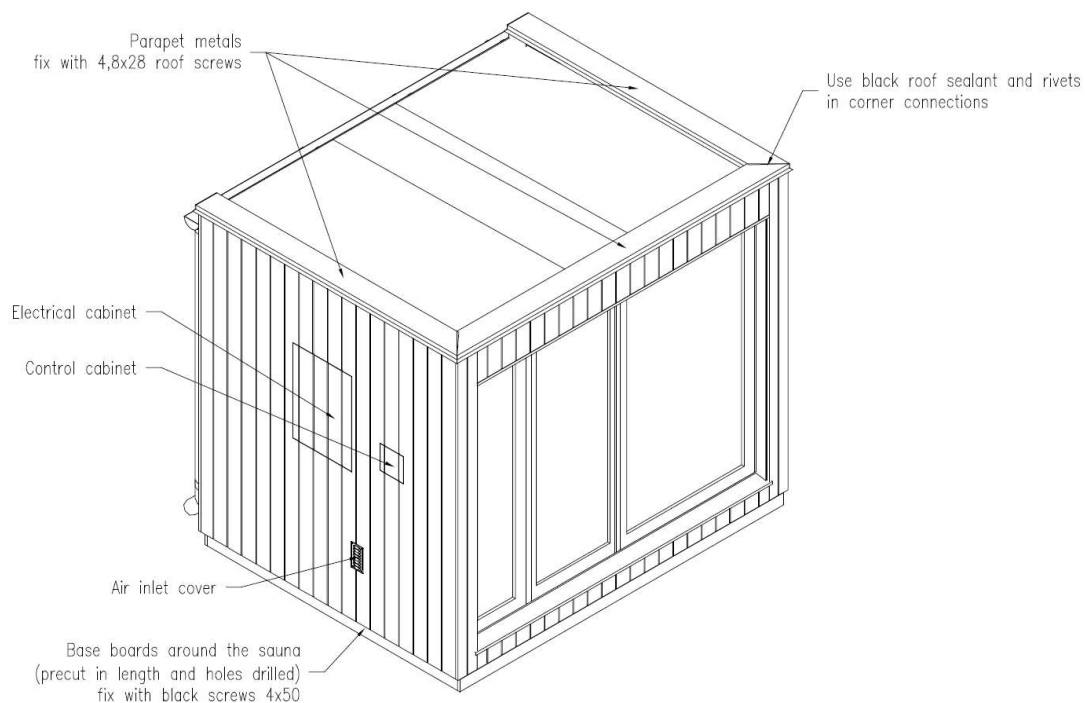 Parapet metals
fix with 4,8x28 roof screws
Use black roof sealant and rivets
in corner connections
Electrical cabinet
Control cabinet
Air inlet cover
Base boards around the sauna
(precut in length and holes drilled)
fix with black screws 4x50